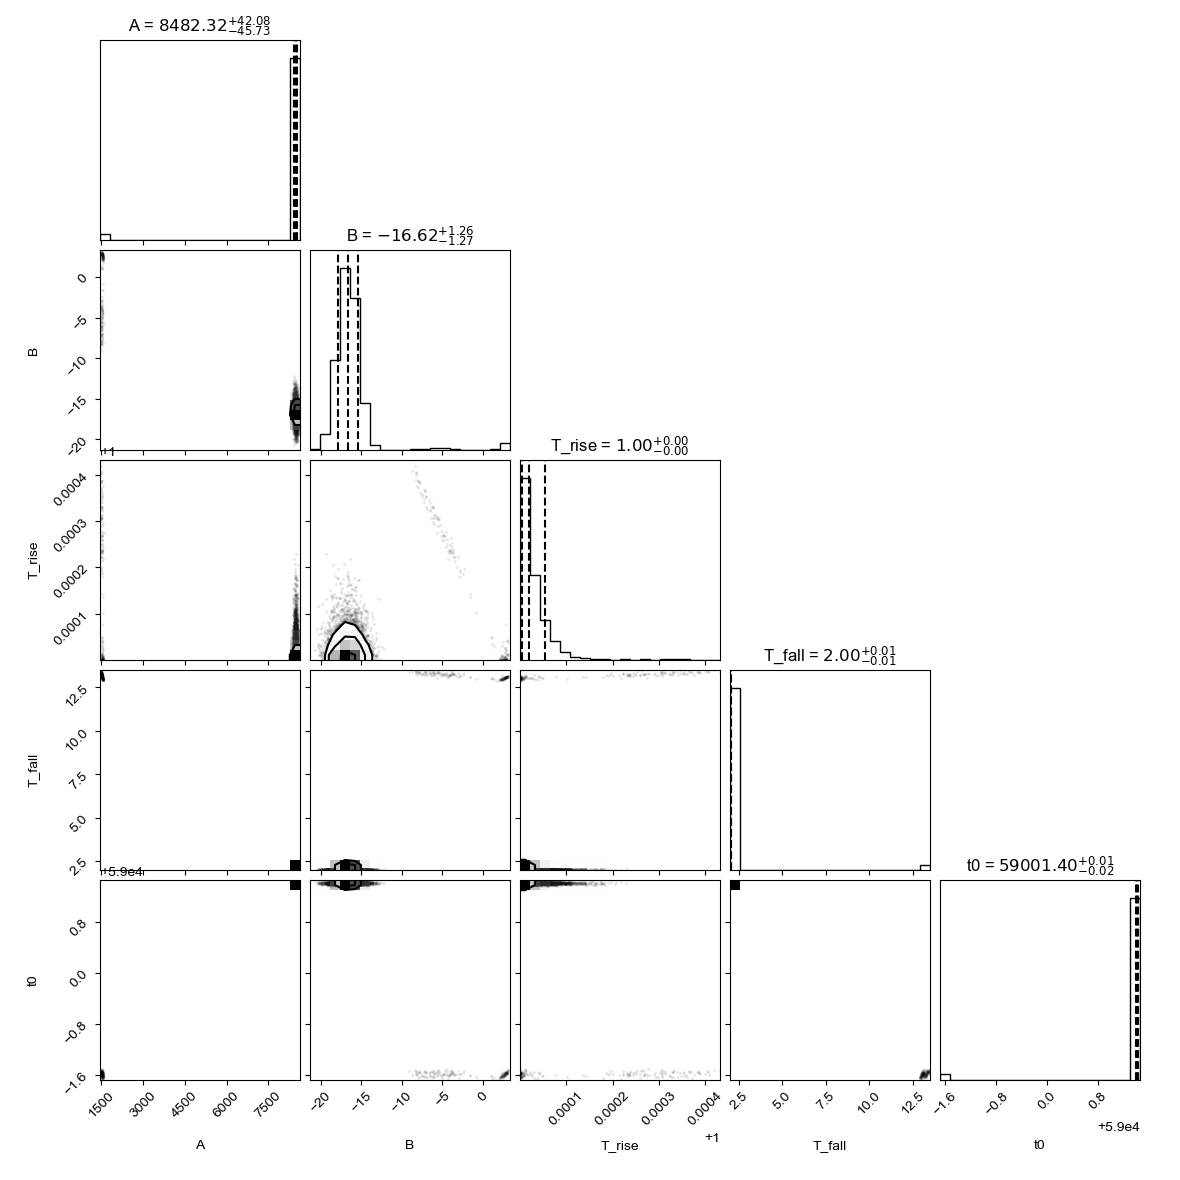 A = 8482.32+42.08−45.73
B = −16.62+1.26−1.27
0
−5
−10
−15
−20
B
+1
T_rise = 1.00+0.00−0.00
0.0004
0.0003
0.0002
0.0001
T_rise
T_fall = 2.00+0.01−0.01
12.5
10.0
7.5
5.0
2.5
T_fall
+5.9e4
t0 = 59001.40+0.01−0.02
0.8
0.0
−0.8
−1.6
t0
1500 3000 4500 6000 7500
−20 −15 −10 −5 0
0.0001 0.0002 0.0003 0.0004
2.5 5.0 7.5 10.0 12.5
−1.6 −0.8 0.0 0.8
+1
+5.9e4
A B T_rise T_fall t0